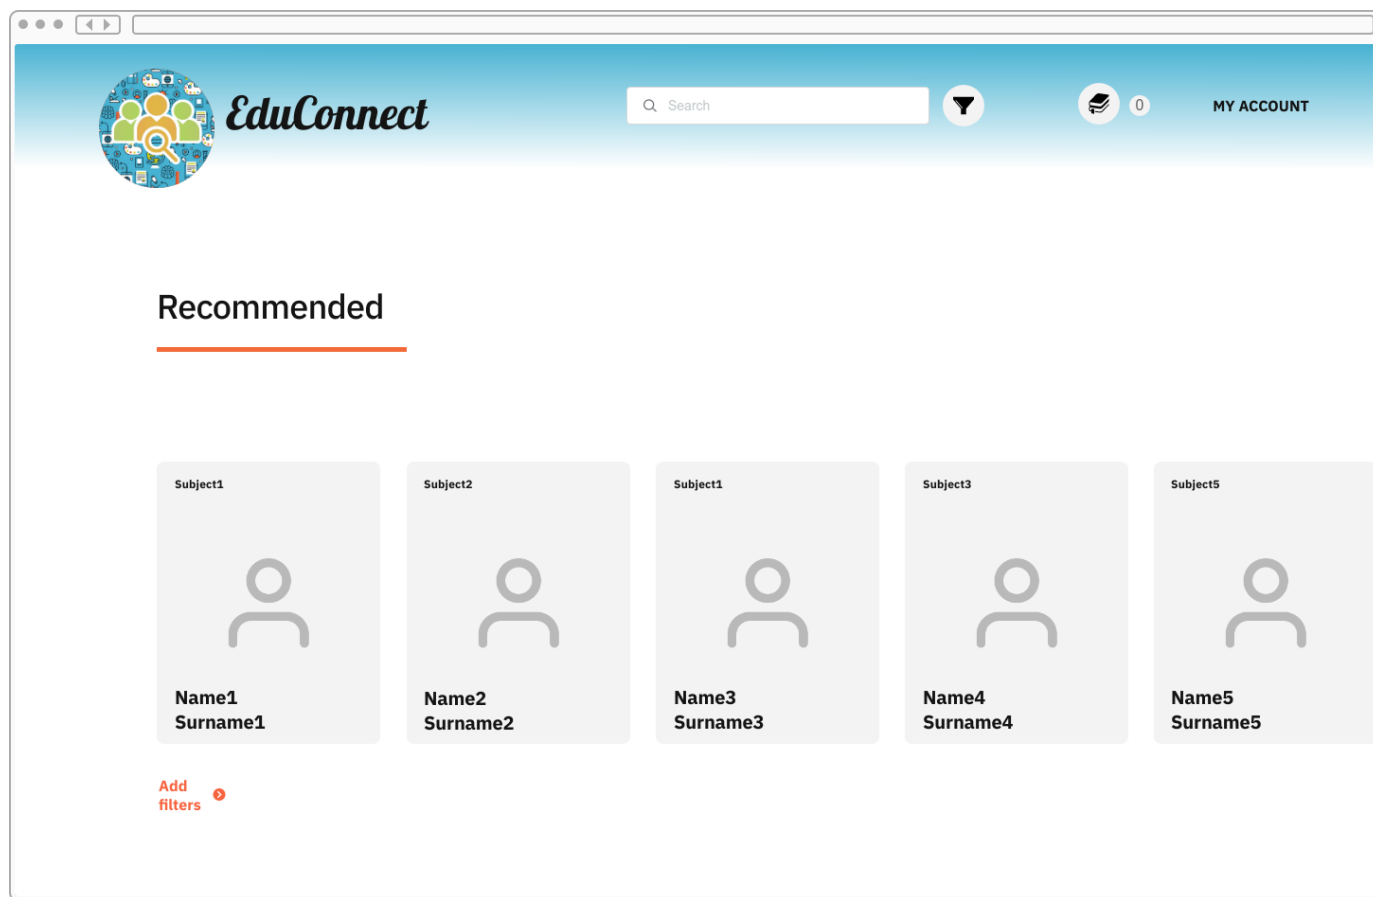 EduConnect
Search
0
MY ACCOUNT
Recommended
Subject1
Subject2
Subject1
Subject3
Subject5
Name1
Surname1
Name2
Surname2
Name3
Surname3
Name4
Surname4
Name5
Surname5
Add
filters